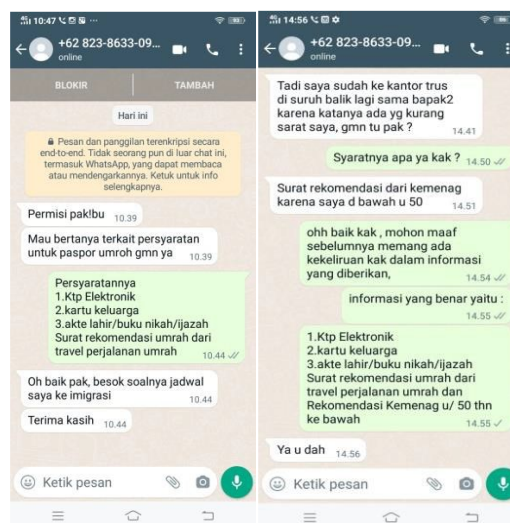 10:47
+62 823-8633-09...
online
BLOKIR
TAMBAH
Hari ini
Pesan dan panggilan terenkripsi secara
end-to-end. Tidak seorang pun di luar chat ini,
termasuk WhatsApp, yang dapat membaca
atau mendengarkannya. Ketuk untuk info
selengkapnya.
Permisi pak!bu 10.39
Mau bertanya terkait persyaratan
untuk paspor umroh gmn ya 10.39
Persyaratannya
1.Ktp Elektronik
2.kartu keluarga
3.akte lahir/buku nikah/ijazah
Surat rekomendasi umrah dari
travel perjalanan umrah 10.44
Oh baik pak, besok soalnya jadwal
saya ke imigrasi 10.44
Terima kasih 10.44
Ketik pesan
14:56
+62 823-8633-09...
online
Tadi saya sudah ke kantor trus
di suruh balik lagi sama bapak2
karena katanya ada yg kurang
sarat saya, gmn tu pak ? 14.41
Syaratnya apa ya kak ? 14.50
Surat rekomendasi dari kemenag
karena saya d bawah u 50 14.51
ohh baik kak , mohon maaf
sebelumnya memang ada
kekeliruan kak dalam informasi
yang diberikan, 14.54
informasi yang benar yaitu :
14.55
1.Ktp Elektronik
2.kartu keluarga
3.akte lahir/buku nikah/ijazah
Surat rekomendasi umrah dari
travel perjalanan umrah dan
Rekomendasi Kemenag u/ 50 thn
ke bawah 14.55
Ya u dah 14.56
Ketik pesan